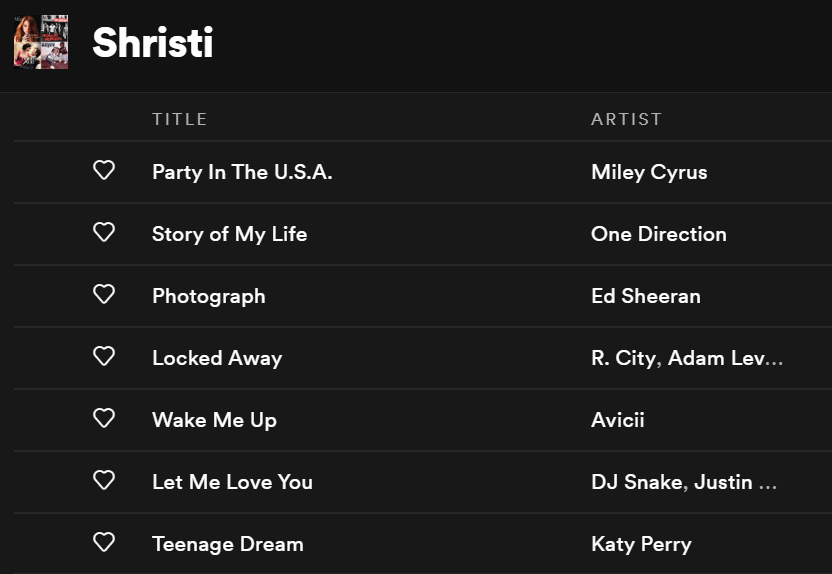 Shristi
TITLE ARTIST
Party In The U.S.A. Miley Cyrus
Story of My Life One Direction
Photograph Ed Sheeran
Locked Away R. City, Adam Lev...
Wake Me Up Avicii
Let Me Love You DJ Snake, Justin ...
Teenage Dream Katy Perry